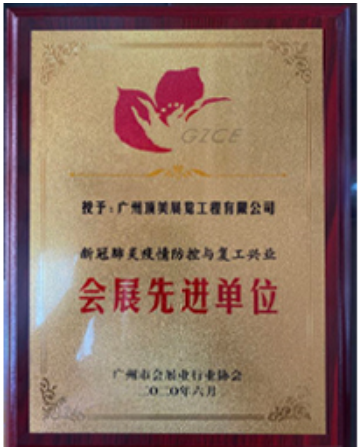 GZCE
授予：广州顶美展览工程有限公司
新冠肺炎疫情防控与复工兴业
会展先进单位
广州市会展业行业协会
二〇二〇年六月